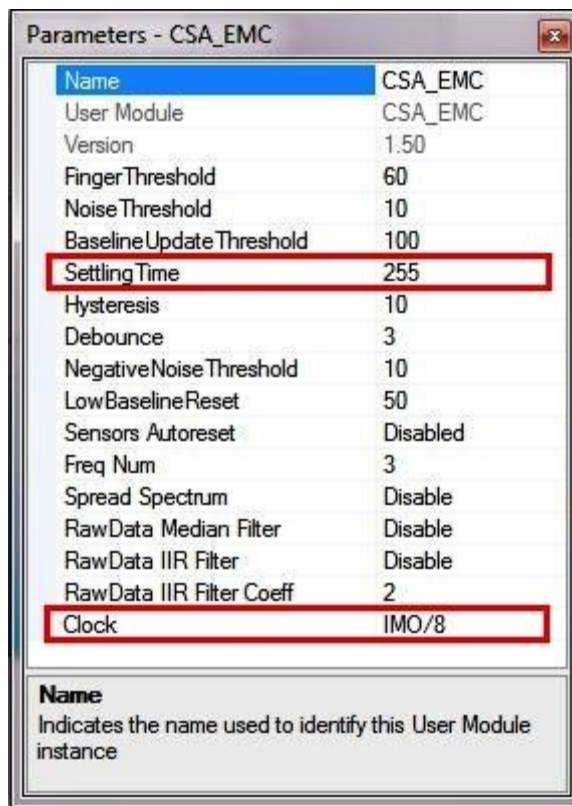 Parameters - CSA_EMC
Name CSA_EMC
User Module CSA_EMC
Version 1.50
FingerThreshold 60
NoiseThreshold 10
BaselineUpdateThreshold 100
SettlingTime 255
Hysteresis 10
Debounce 3
NegativeNoiseThreshold 10
LowBaselineReset 50
Sensors Autoreset Disabled
Freq Num 3
Spread Spectrum Disable
RawData Median Filter Disable
RawData IIR Filter Disable
RawData IIR Filter Coeff 2
Clock IMO/8
Name
Indicates the name used to identify this User Module
instance